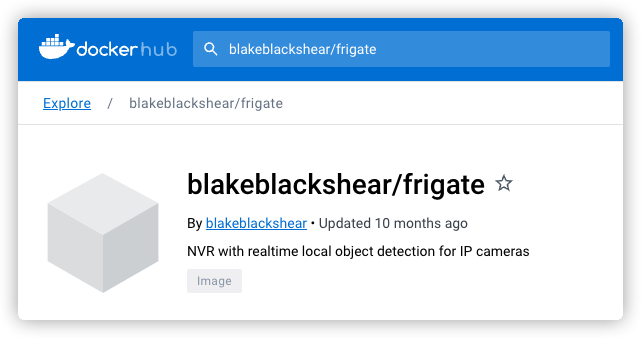 dockerhub
blakeblackshear/frigate
Explore / blakeblackshear/frigate
blakeblackshear/frigate
By blakeblackshear • Updated 10 months ago
NVR with realtime local object detection for IP cameras
Image